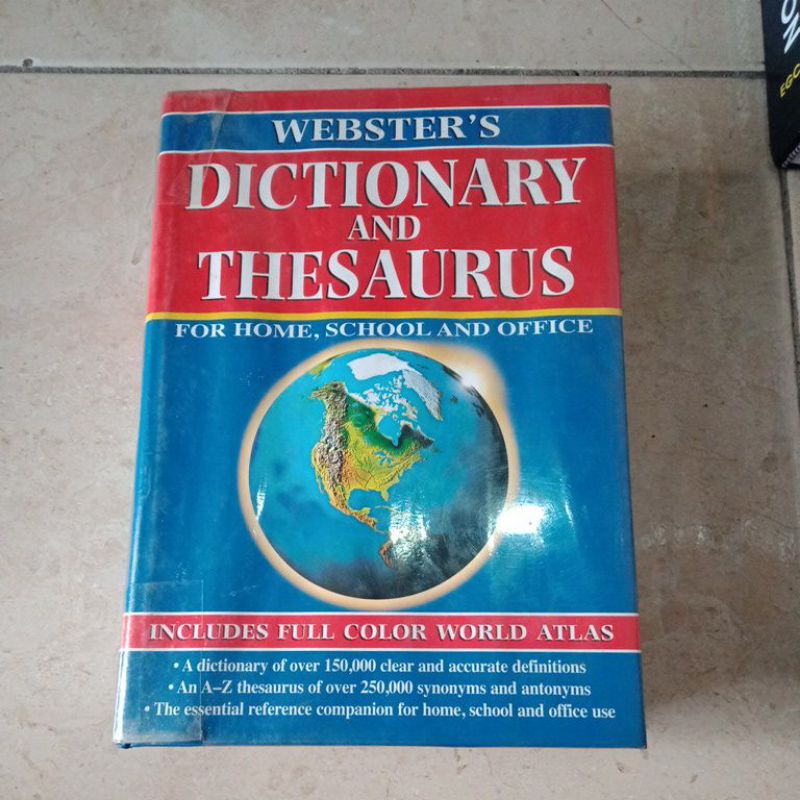 WEBSTER'S
DICTIONARY
AND
THESAURUS
FOR HOME, SCHOOL AND OFFICE
INCLUDES FULL COLOR WORLD ATLAS
• A dictionary of over 150,000 clear and accurate definitions
• An A–Z thesaurus of over 250,000 synonyms and antonyms
• The essential reference companion for home, school and office use
ON
EGC